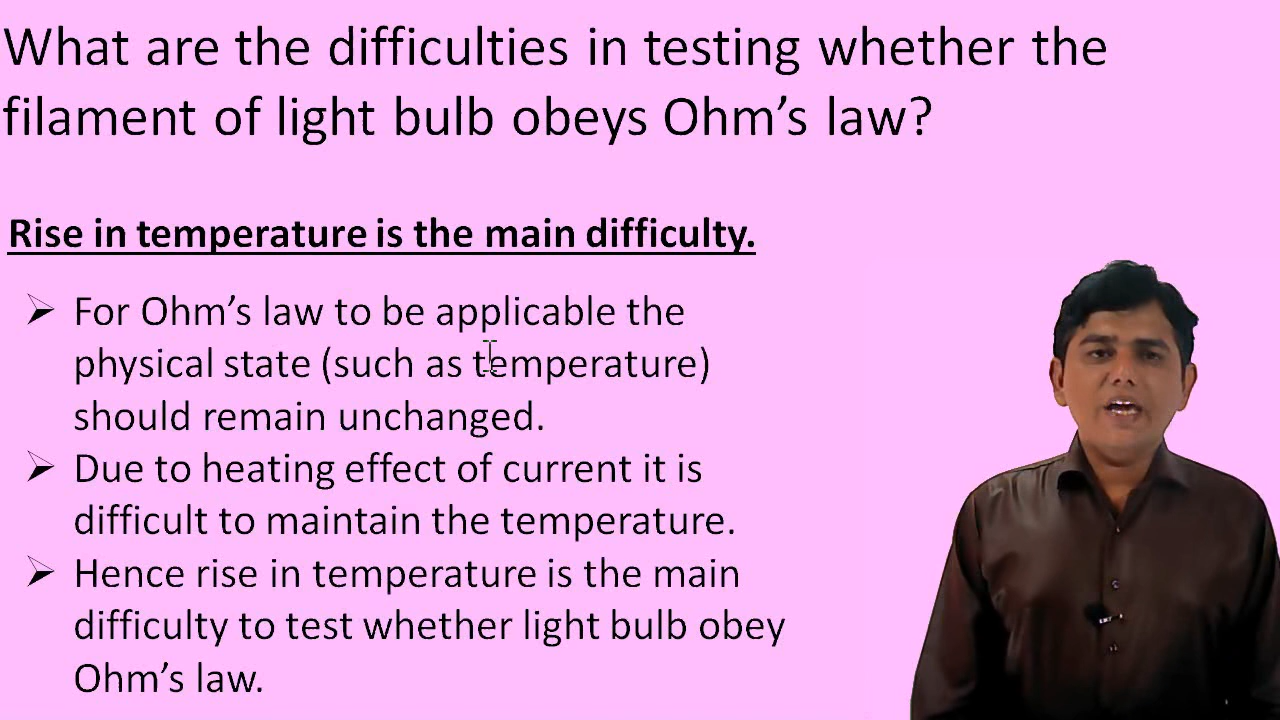 What are the difficulties in testing whether the
filament of light bulb obeys Ohm’s law?
Rise in temperature is the main difficulty.
➢ For Ohm’s law to be applicable the
physical state (such as temperature)
should remain unchanged.
➢ Due to heating effect of current it is
difficult to maintain the temperature.
➢ Hence rise in temperature is the main
difficulty to test whether light bulb obey
Ohm’s law.